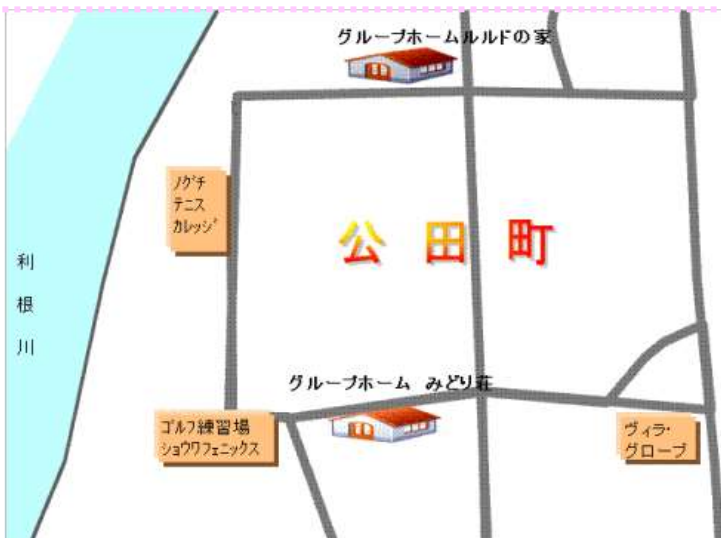 グループホームルルドの家
ノグチ
テニス
カレッジ
公田町
利根川
グループホーム みどり荘
ゴルフ練習場
ショウワフェニックス
ヴィラ・
グローブ